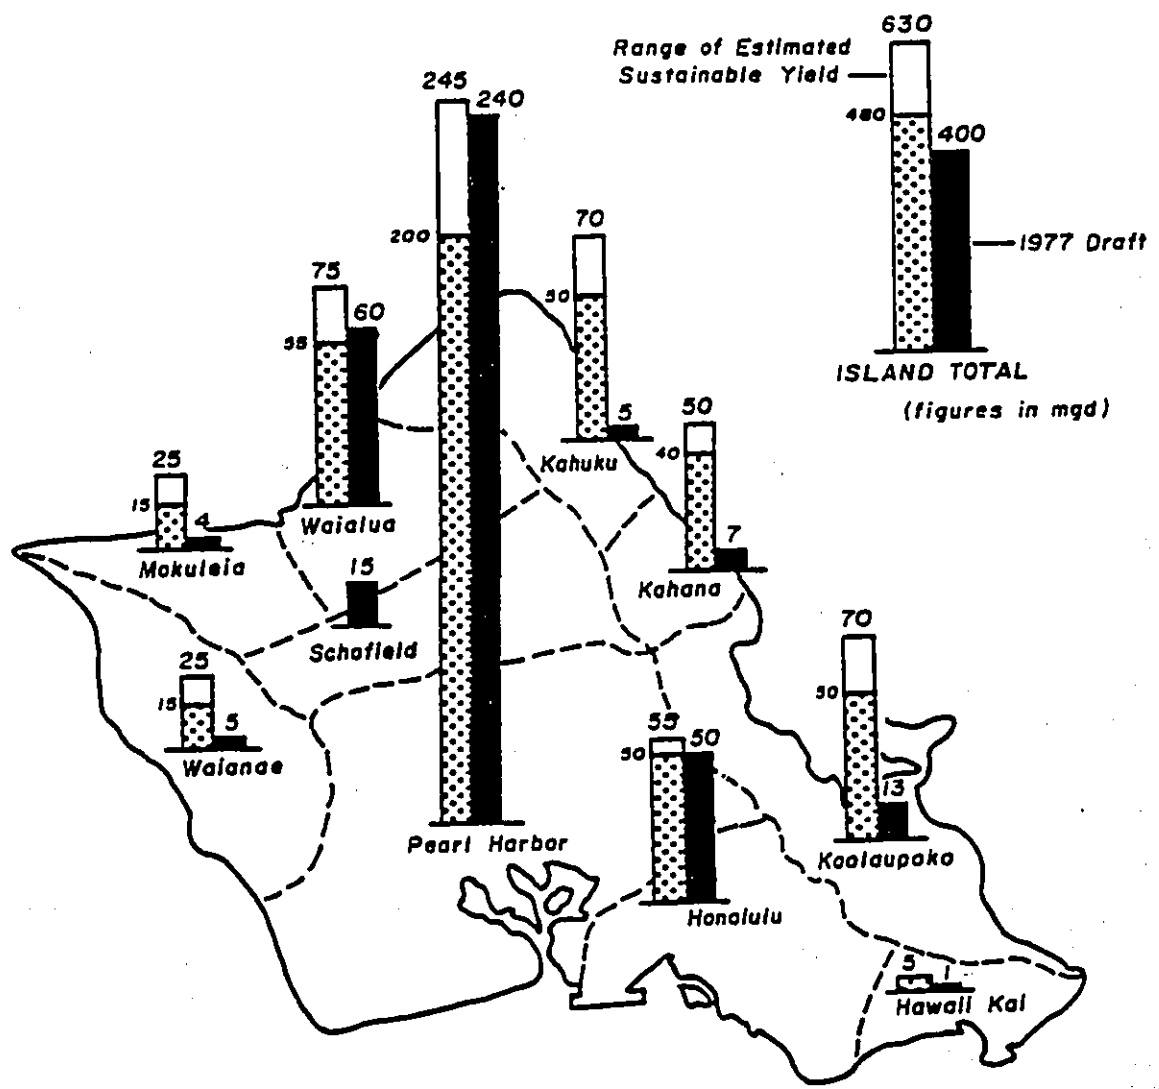 630
Range of Estimated
Sustainable Yield
480
400
1977 Draft
ISLAND TOTAL
(figures in mgd)
245
240
200
Pearl Harbor
70
50
5
Kahuku
75
60
55
Waialua
50
40
7
Kahana
25
15
4
Mokuleia
15
Schofield
70
50
13
Koolaupoko
25
15
5
Waianae
55
50
50
Honolulu
5
1
Hawaii Kai